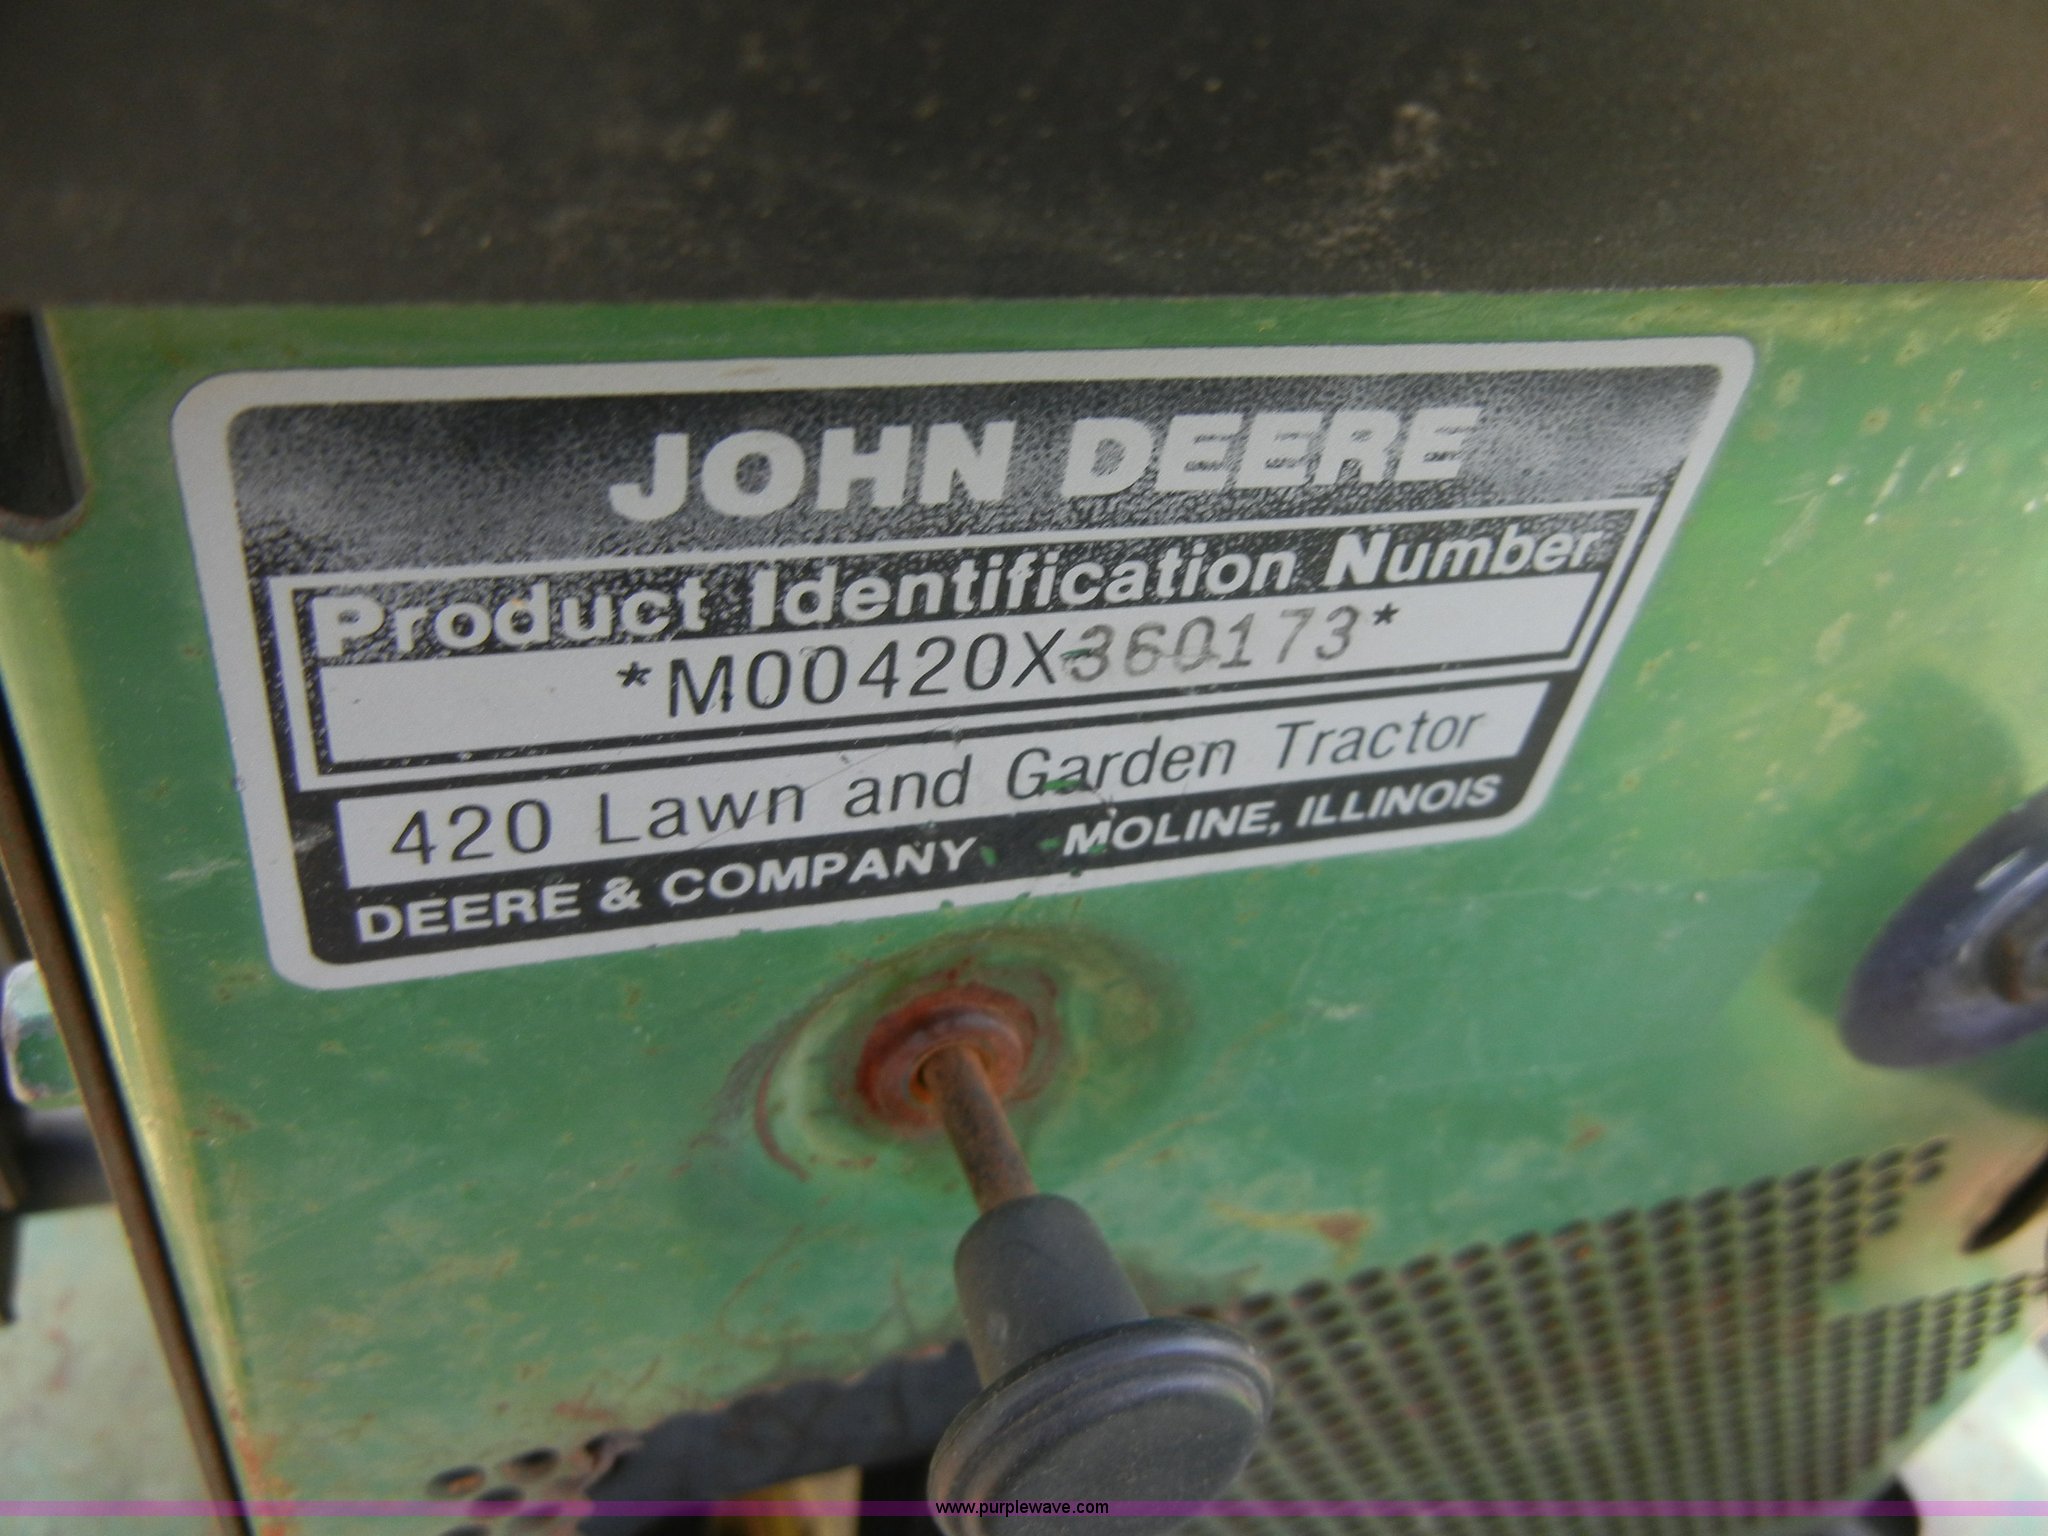 JOHN DEERE
Product Identification Number
*M00420X360173*
420 Lawn and Garden Tractor
DEERE & COMPANY MOLINE, ILLINOIS
www.purplewave.com